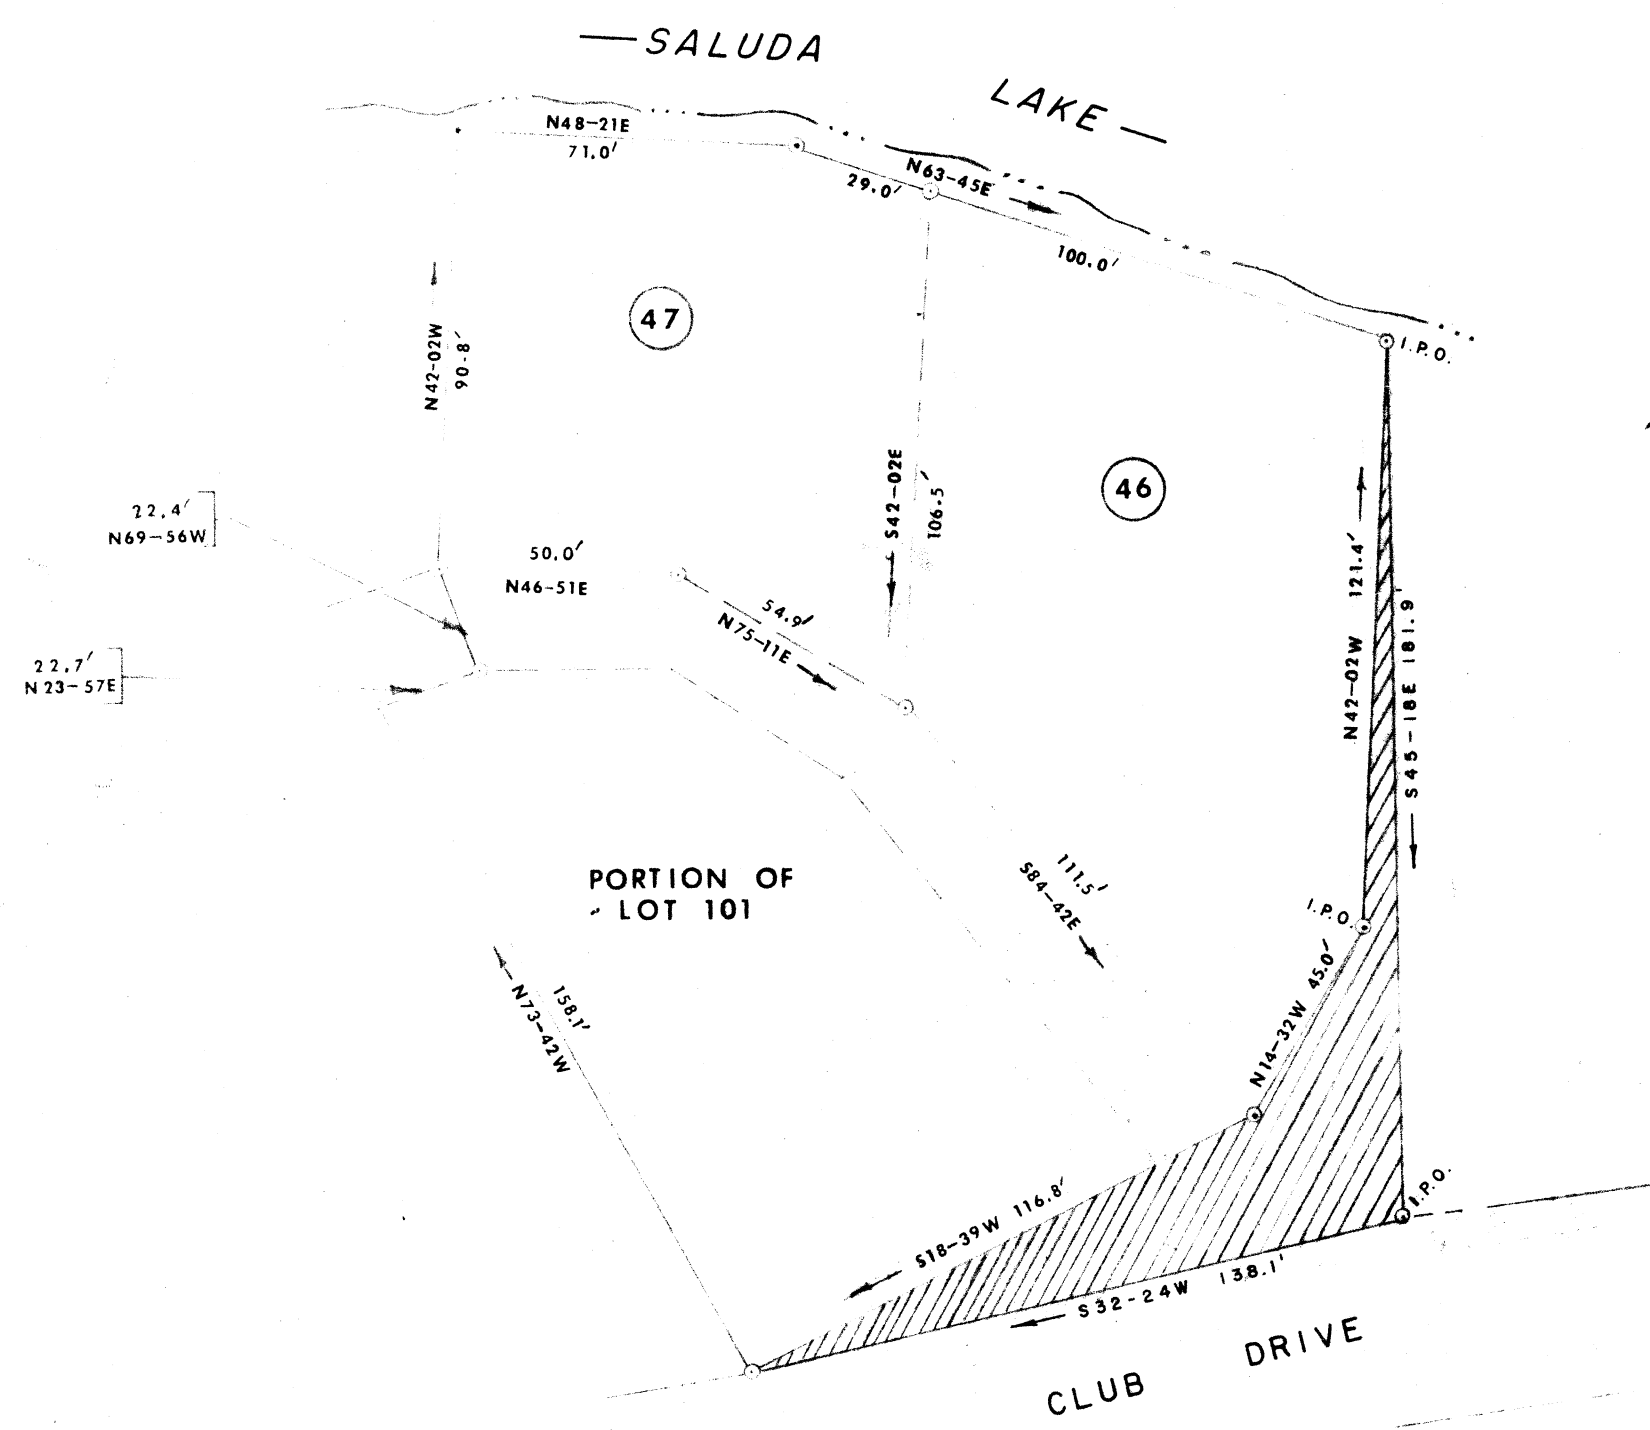 —SALUDA
LAKE—
N48-21E
71.0′
N63-45E
29.0′
100.0′
I.P.O.
47
N42-02W
90.8′
46
S42-02E
106.5′
22.4′
N69-56W
50.0′
N46-51E
54.9′
N75-11E
22.7′
N23-57E
N42-02W 121.4′
S45-18E 181.9′
PORTION OF
LOT 101
111.5′
S84-42E
I.P.O.
N14-32W 45.0′
158.1′
N73-42W
I.P.O.
S18-39W 116.8′
S32-24W 138.1′
CLUB DRIVE